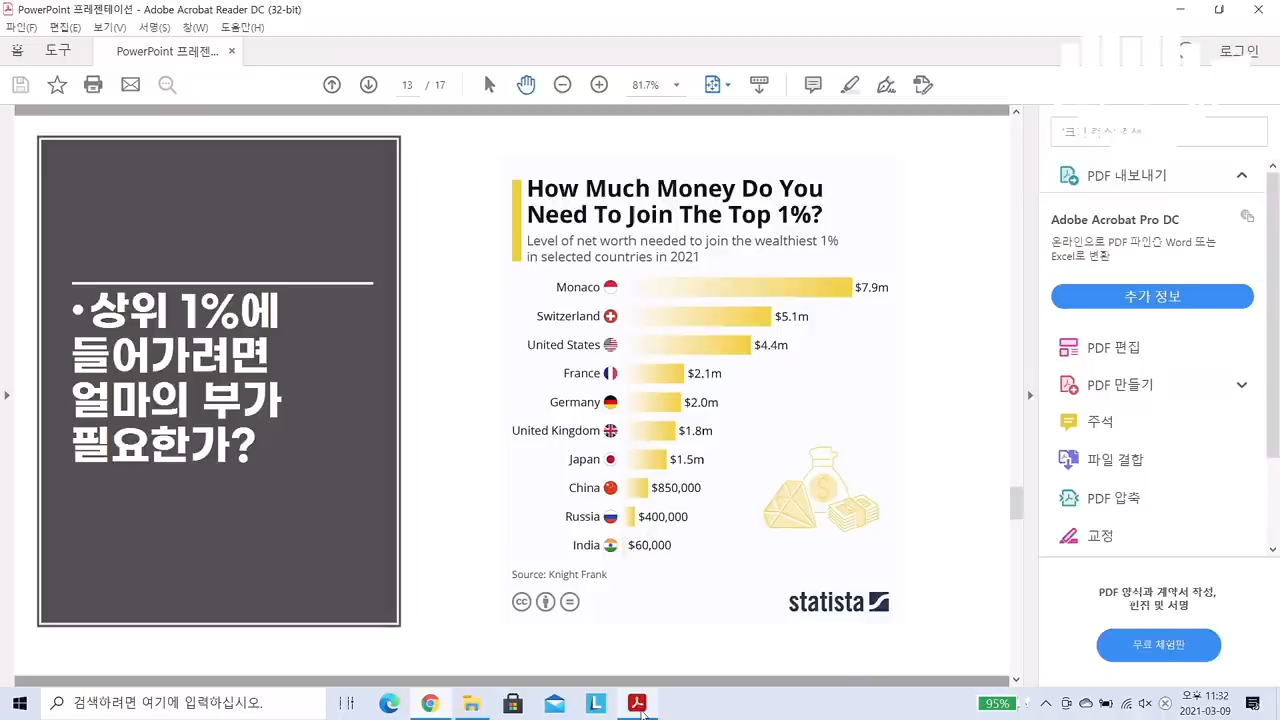 PowerPoint 프레젠테이션 - Adobe Acrobat Reader DC (32-bit)
파일(F) 편집(E) 보기(V) 서명(S) 창(W) 도움말(H)
홈 도구 PowerPoint 프레젠... × 로그인
13 / 17 81.7%
PDF 내보내기
Adobe Acrobat Pro DC
온라인으로 PDF 파일을 Word 또는
Excel로 변환
추가 정보
PDF 편집
PDF 만들기
주석
파일 결합
PDF 압축
교정
PDF 양식과 계약서 작성,
편집 및 서명
무료 체험판
•상위 1%에
들어가려면
얼마의 부가
필요한가?
How Much Money Do You
Need To Join The Top 1%?
Level of net worth needed to join the wealthiest 1%
in selected countries in 2021
Monaco $7.9m
Switzerland $5.1m
United States $4.4m
France $2.1m
Germany $2.0m
United Kingdom $1.8m
Japan $1.5m
China $850,000
Russia $400,000
India $60,000
Source: Knight Frank
statista
검색하려면 여기에 입력하십시오.
95%
오후 11:32
2021-03-09